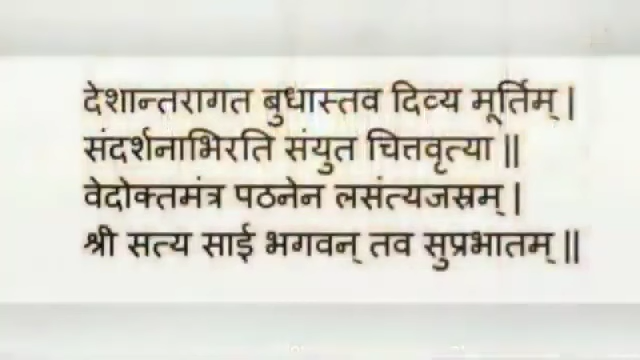 देशान्तरागत बुधास्तव दिव्य मूर्तिम् |
संदर्शनाभिरति संयुत चित्तवृत्या ||
वेदोक्तमंत्र पठनेन लसंत्यजस्रम् |
श्री सत्य साई भगवन् तव सुप्रभातम् ||